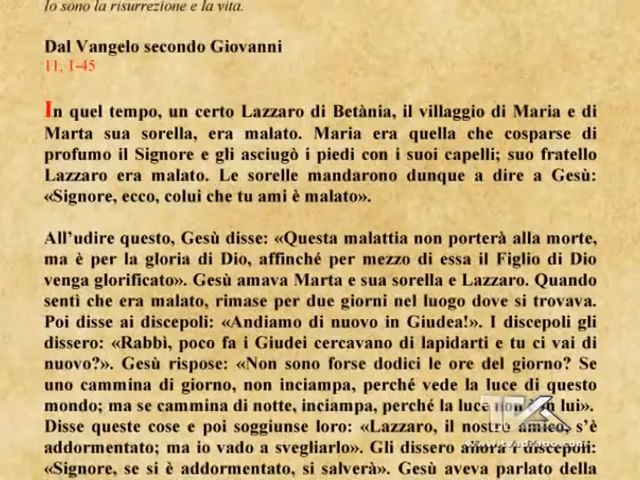 Io sono la risurrezione e la vita.
Dal Vangelo secondo Giovanni
11, 1-45
In quel tempo, un certo Lazzaro di Betània, il villaggio di Maria e di
Marta sua sorella, era malato. Maria era quella che cosparse di
profumo il Signore e gli asciugò i piedi con i suoi capelli; suo fratello
Lazzaro era malato. Le sorelle mandarono dunque a dire a Gesù:
«Signore, ecco, colui che tu ami è malato».
All'udire questo, Gesù disse: «Questa malattia non porterà alla morte,
ma è per la gloria di Dio, affinché per mezzo di essa il Figlio di Dio
venga glorificato». Gesù amava Marta e sua sorella e Lazzaro. Quando
sentì che era malato, rimase per due giorni nel luogo dove si trovava.
Poi disse ai discepoli: «Andiamo di nuovo in Giudea!». I discepoli gli
dissero: «Rabbì, poco fa i Giudei cercavano di lapidarti e tu ci vai di
nuovo?». Gesù rispose: «Non sono forse dodici le ore del giorno? Se
uno cammina di giorno, non inciampa, perché vede la luce di questo
mondo; ma se cammina di notte, inciampa, perché la luce non lui».
Disse queste cose e poi soggiunse loro: «Lazzaro, il nostro amico, s'è
addormentato; ma io vado a svegliarlo». Gli dissero allora i discepoli:
«Signore, se si è addormentato, si salverà». Gesù aveva parlato della